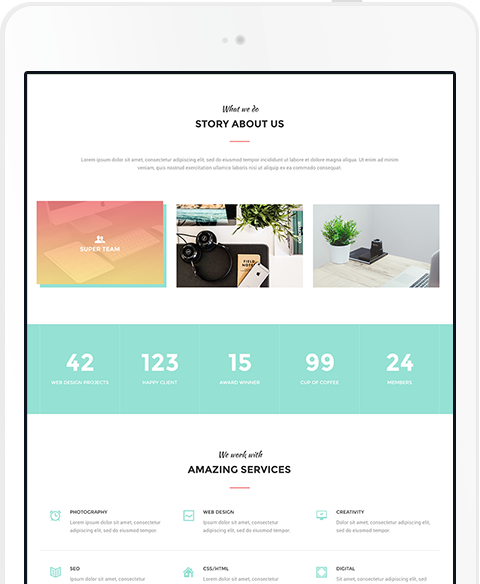 What we do
STORY ABOUT US
Lorem ipsum dolor sit amet, consectetur adipiscing elit, sed do eiusmod tempor incididunt ut labore et dolore magna aliqua. Ut enim ad minim
veniam, quis nostrud exercitation ullamco laboris nisi ut aliquip ex ea commodo consequat.
SUPER TEAM
FIELD NOTES
42 123 15 99 24
WEB DESIGN PROJECTS HAPPY CLIENT AWARD WINNER CUP OF COFFEE MEMBERS
We work with
AMAZING SERVICES
PHOTOGRAPHY WEB DESIGN CREATIVITY
Lorem ipsum dolor sit amet, consectetur Lorem ipsum dolor sit amet, consectetur Dolor sit amet, consectetur adipiscing elit,
adipiscing elit, sed do eiusmod tempor. adipiscing elit, sed do eiusmod tempor. sed do eiusmod tempor.
SEO CSS/HTML DIGITAL
Lorem ipsum dolor sit amet, consectetur Lorem ipsum dolor sit amet, consectetur Sit amet, consectetur adipiscing elit, sed